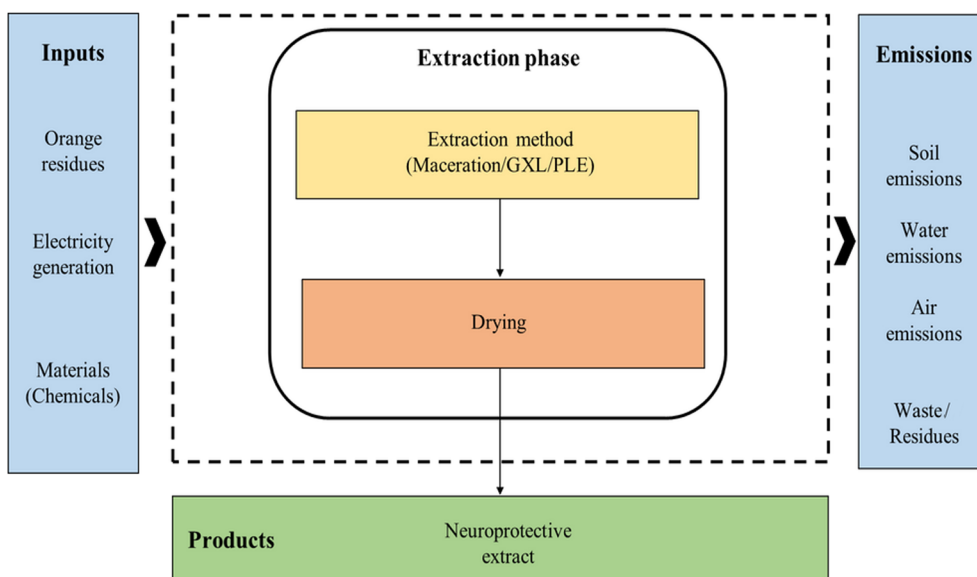 Inputs
Orange
residues
Electricity
generation
Materials
(Chemicals)
Extraction phase
Extraction method
(Maceration/GXL/PLE)
Drying
Emissions
Soil
emissions
Water
emissions
Air
emissions
Waste/
Residues
Products
Neuroprotective
extract